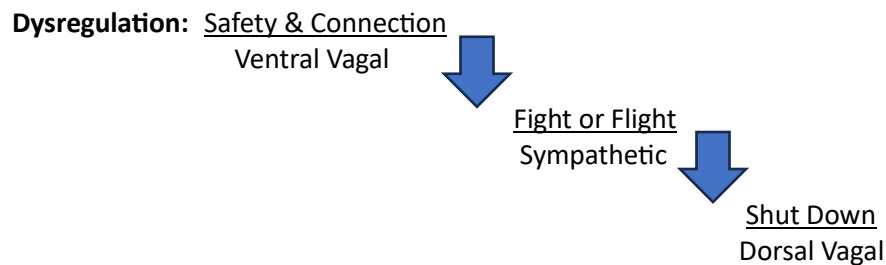 Dysregulation: Safety & Connection
Ventral Vagal
Fight or Flight
Sympathetic
Shut Down
Dorsal Vagal